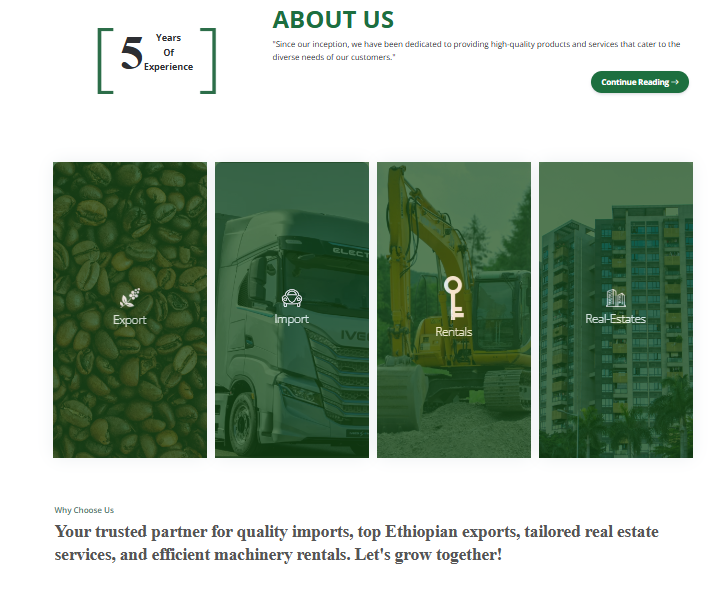 5
Years
Of
Experience
ABOUT US
"Since our inception, we have been dedicated to providing high-quality products and services that cater to the
diverse needs of our customers."
Continue Reading →
Export
ELECT
IVE
Import
Rentals
Real-Estates
Why Choose Us
Your trusted partner for quality imports, top Ethiopian exports, tailored real estate
services, and efficient machinery rentals. Let's grow together!